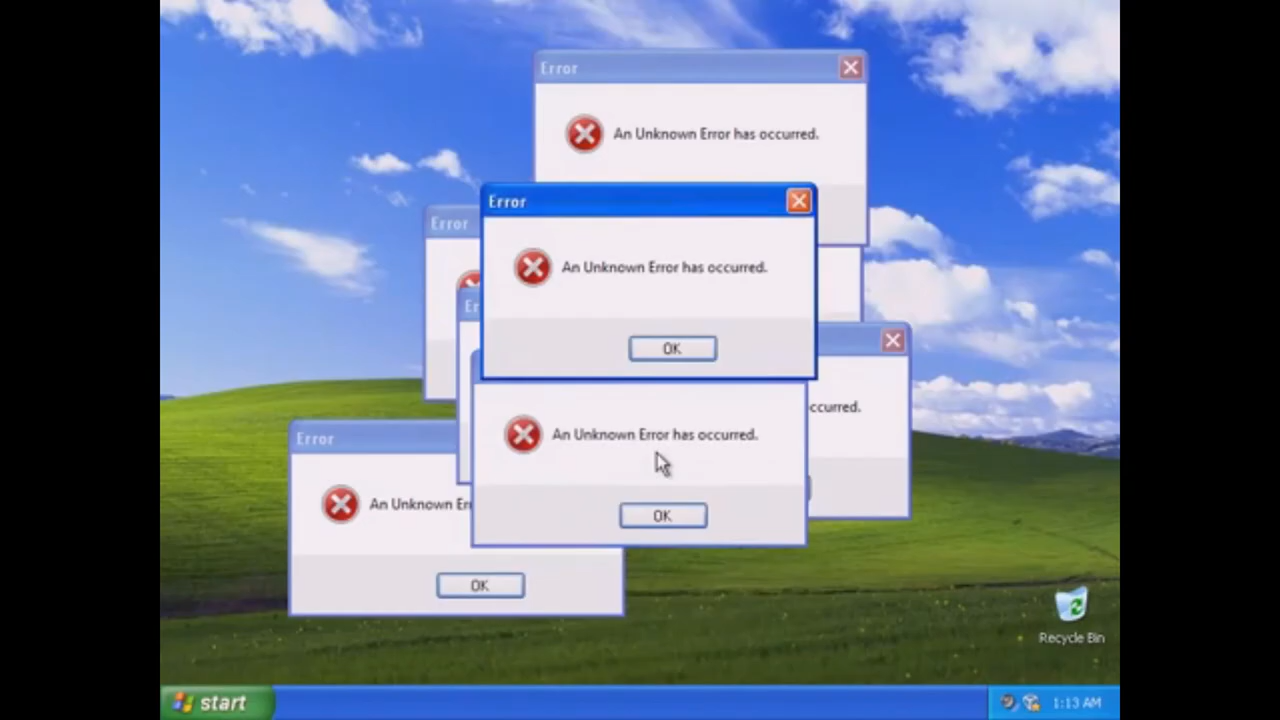 Error
An Unknown Error has occurred.
Error
An Unknown Error has occurred.
OK
Error
Er
ccurred.
An Unknown Error has occurred.
OK
Error
An Unknown Er
OK
Recycle Bin
start
1:13 AM